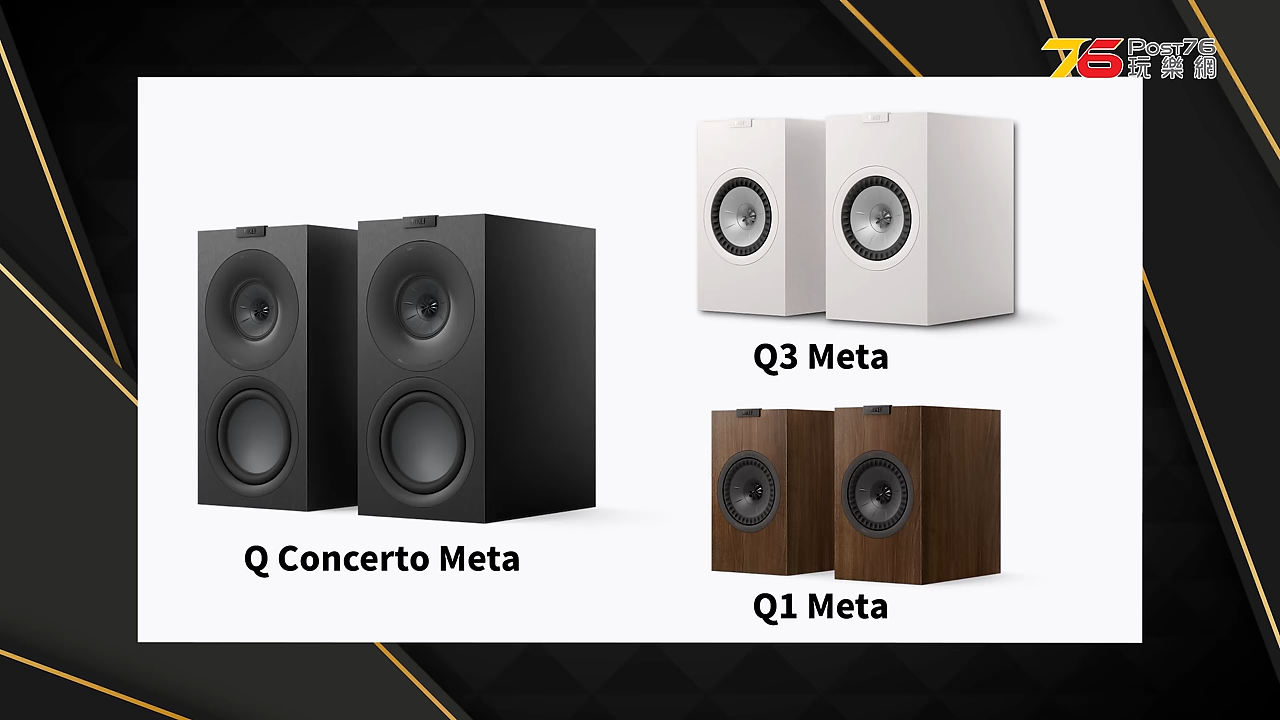 76 Post76
玩樂網
Q3 Meta
Q Concerto Meta
Q1 Meta